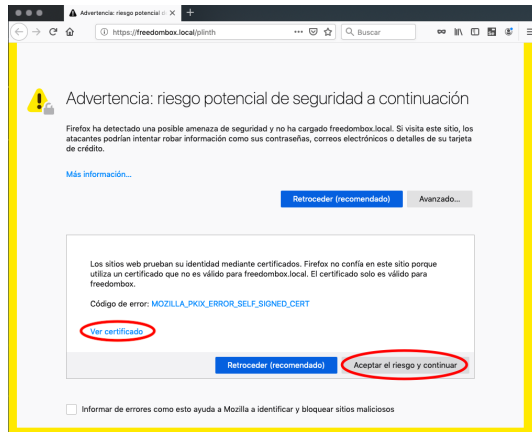 Advertencia: riesgo potencial d
https://freedombox.local/plinth
Buscar
Advertencia: riesgo potencial de seguridad a continuación
Firefox ha detectado una posible amenaza de seguridad y no ha cargado freedombox.local. Si visita este sitio, los
atacantes podrían intentar robar información como sus contraseñas, correos electrónicos o detalles de su tarjeta
de crédito.
Más información...
Retroceder (recomendado)
Avanzado...
Los sitios web prueban su identidad mediante certificados. Firefox no confía en este sitio porque
utiliza un certificado que no es válido para freedombox.local. El certificado solo es válido para
freedombox.
Código de error: MOZILLA_PKIX_ERROR_SELF_SIGNED_CERT
Ver certificado
Retroceder (recomendado)
Aceptar el riesgo y continuar
Informar de errores como esto ayuda a Mozilla a identificar y bloquear sitios maliciosos